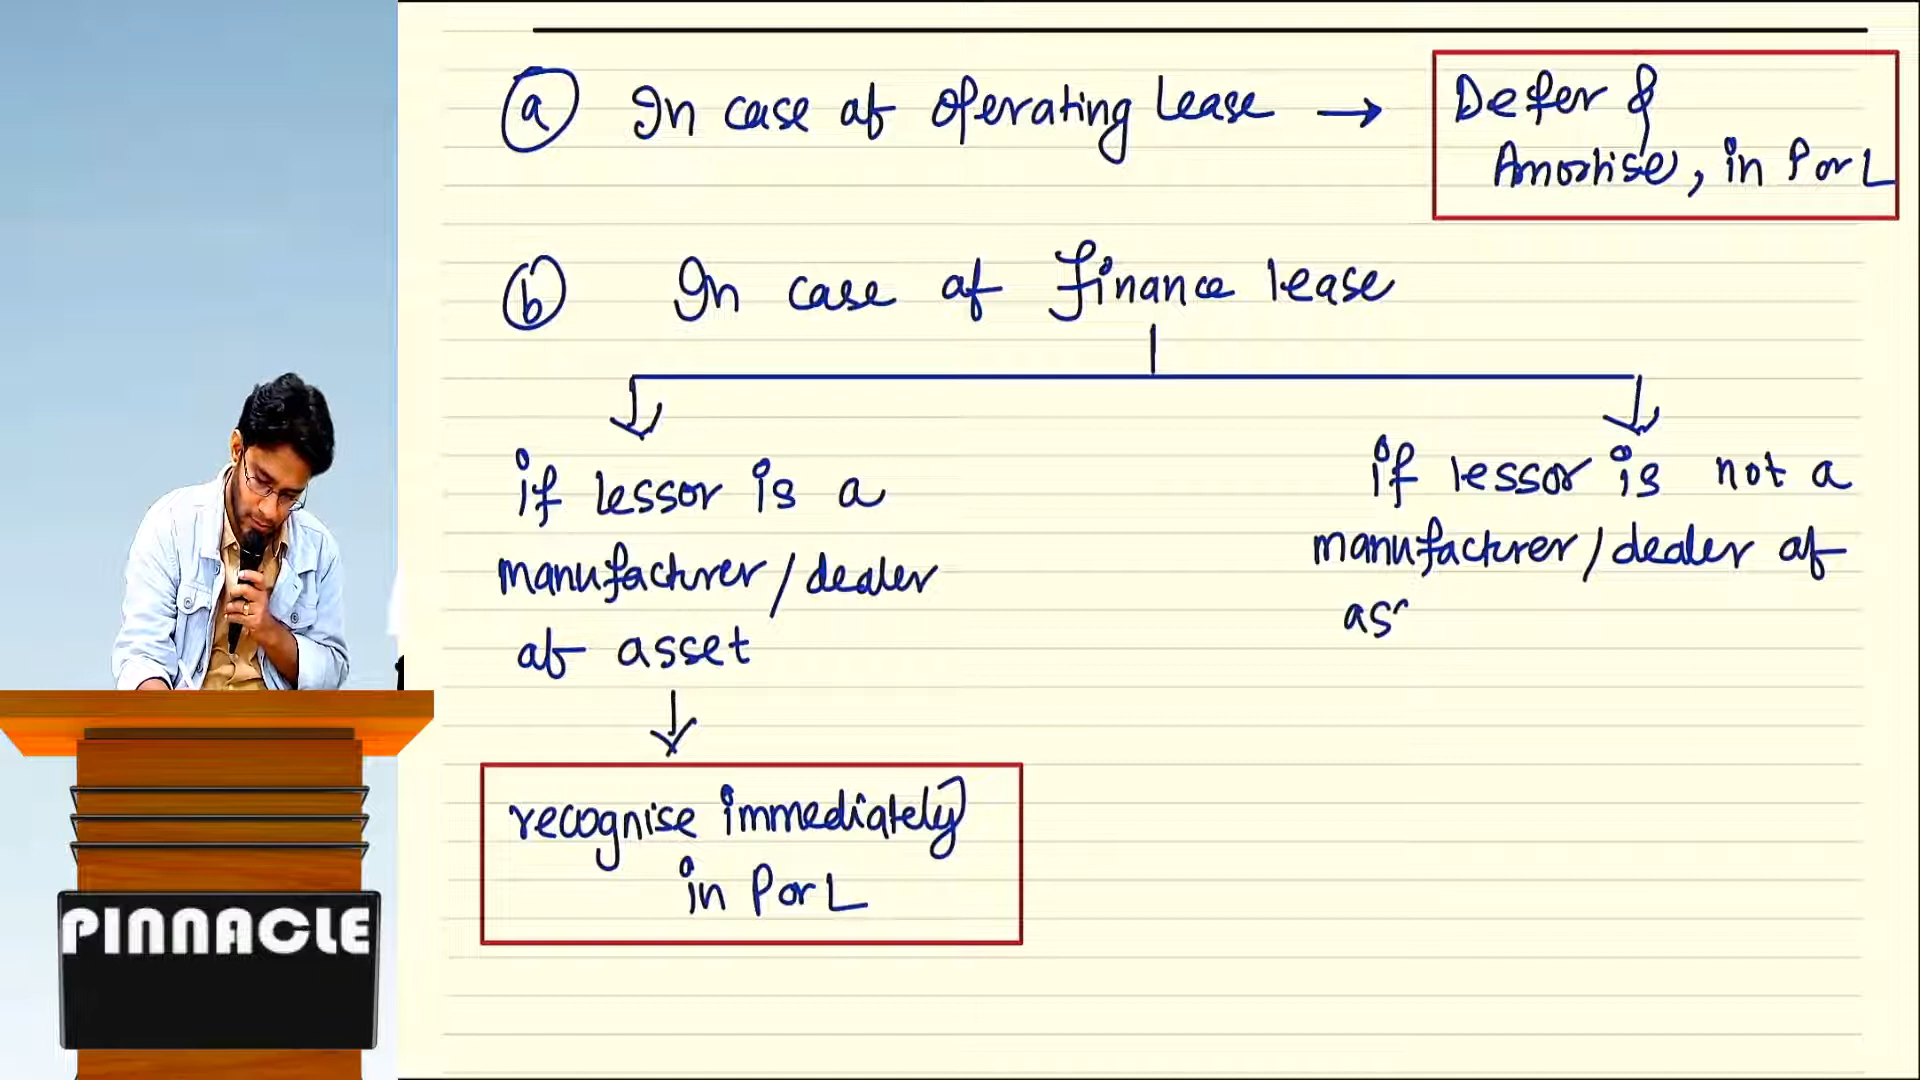 a In case of operating lease → Defer &
Amortise, in P or L
b In case of finance lease
if lessor is a
manufacturer/dealer
of asset
recognise immediately
in P or L
if lessor is not a
manufacturer/dealer of
ass
PINNACLE